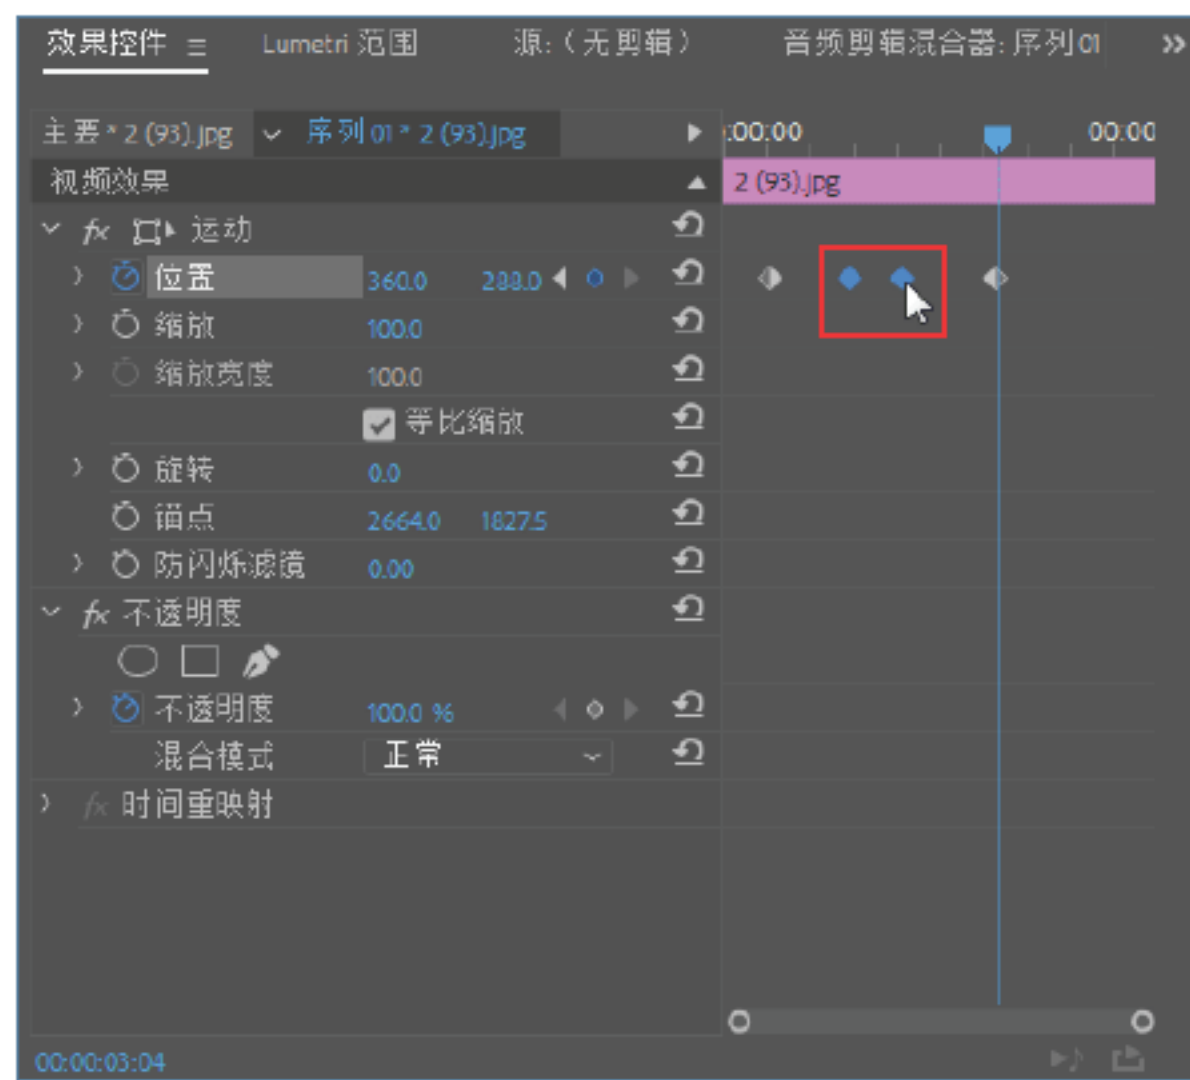 效果控件 Lumetri 范围 源:（无剪辑） 音频剪辑混合器: 序列 01
主要 * 2 (93).jpg 序列 01 * 2 (93).jpg :00:00 00:00
视频效果 2 (93).jpg
fx 运动
位置 360.0 288.0
缩放 100.0
缩放亮度 100.0
等比缩放
旋转 0.0
锚点 2664.0 1827.5
防闪烁滤镜 0.00
fx 不透明度
不透明度 100.0 %
混合模式 正常
fx 时间重映射
00:00:03:04